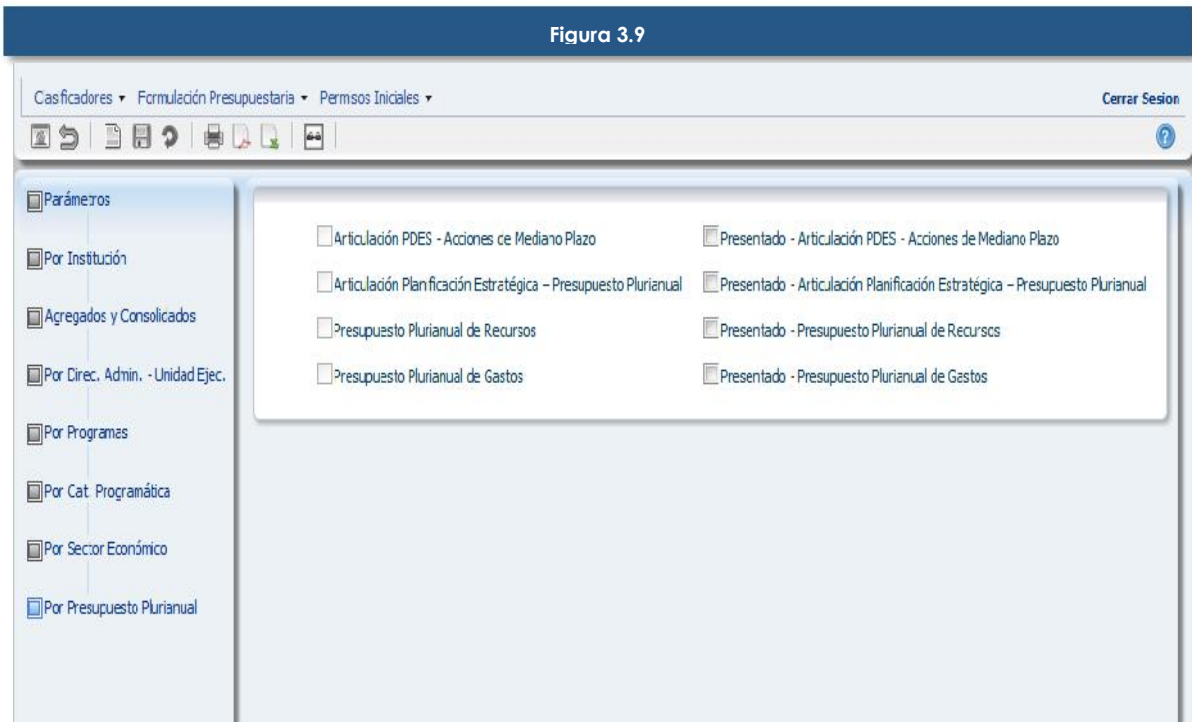 Figura 3.9
Casficadores Formulación Presupuestaria Permsos Iniciales Cerrar Sesion
Parámetros
Por Institución
Agregados y Consolicados
Por Direc. Admin. - Unidad Ejec.
Por Programas
Por Cat Programática
Por Sector Económico
Por Presupuesto Plurianual
Articulación PDES - Acciones de Mediano Plazo
Presentado - Articulación PDES - Acciones de Mediano Plazo
Articulación Planificación Estratégica – Presupuesto Plurianual
Presentado - Articulación Planificación Estratégica – Presupuesto Plurianual
Presupuesto Plurianual de Recursos
Presentado - Presupuesto Plurianual de Recursos
Presupuesto Plurianual de Gastos
Presentado - Presupuesto Plurianual de Gastos